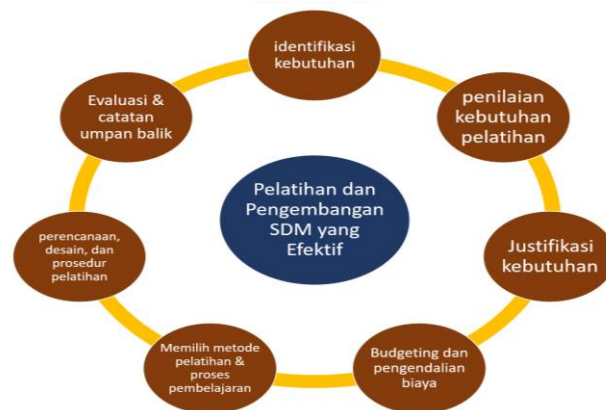 identifikasi
kebutuhan
penilaian
kebutuhan
pelatihan
Justifikasi
kebutuhan
Budgeting dan
pengendalian
biaya
Memilih metode
pelatihan &
proses
pembelajaran
perencanaan,
desain, dan
prosedur
pelatihan
Evaluasi &
catatan
umpan balik
Pelatihan dan
Pengembangan
SDM yang
Efektif